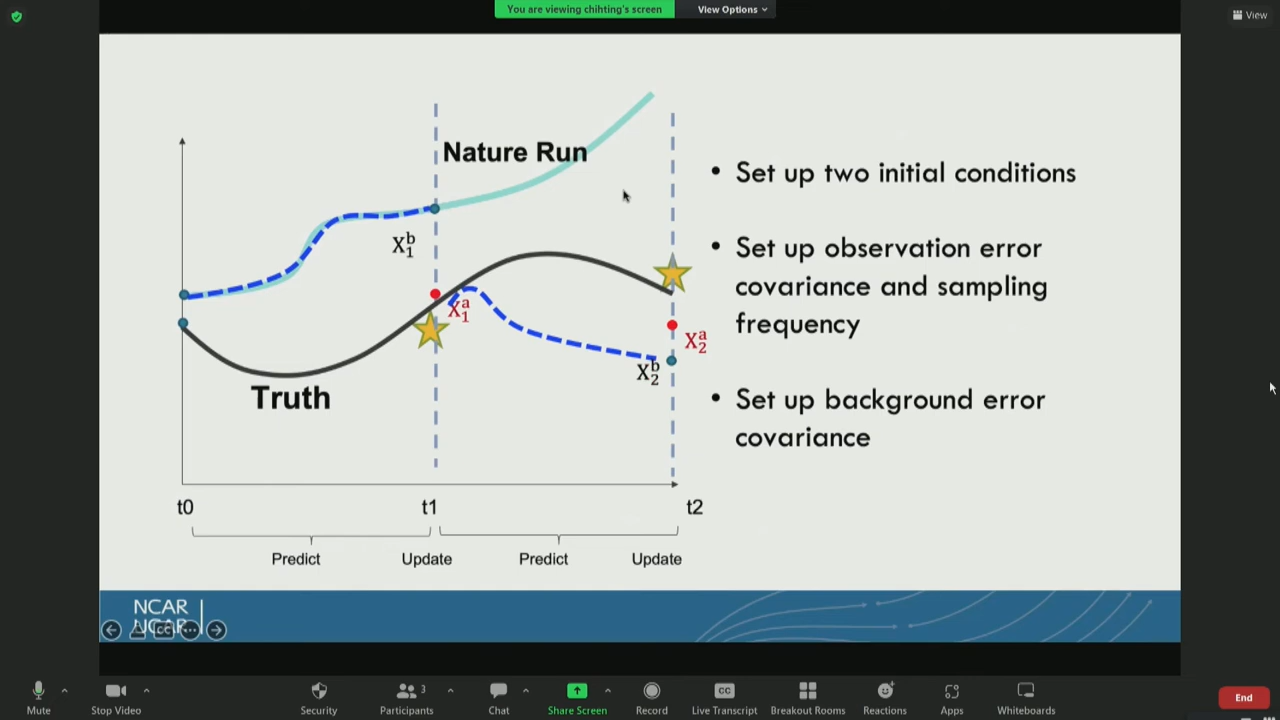 You are viewing chihting's screen
View Options
View
Nature Run
X₁ᵇ
X₁ᵃ
Truth
X₂ᵃ
X₂ᵇ
t0
t1
t2
Predict
Update
Predict
Update
• Set up two initial conditions
• Set up observation error
covariance and sampling
frequency
• Set up background error
covariance
NCAR
NCAR
CC
Mute
Stop Video
Security
Participants
3
Chat
Share Screen
Record
CC
Live Transcript
Breakout Rooms
Reactions
Apps
Whiteboards
End